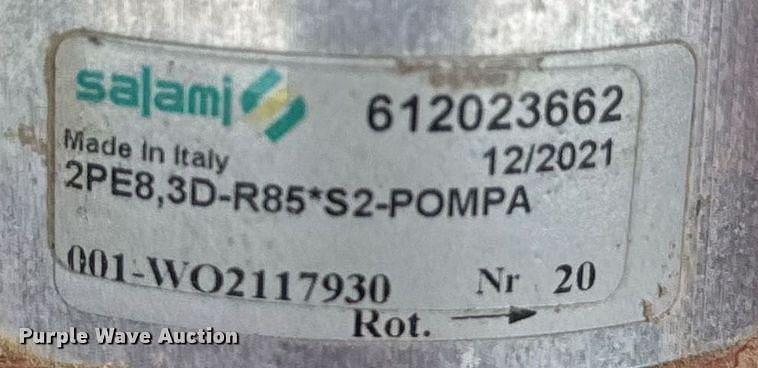 salami
612023662
Made in Italy
12/2021
2PE8,3D-R85*S2-POMPA
001-WO2117930 Nr 20
Rot.
Purple Wave Auction